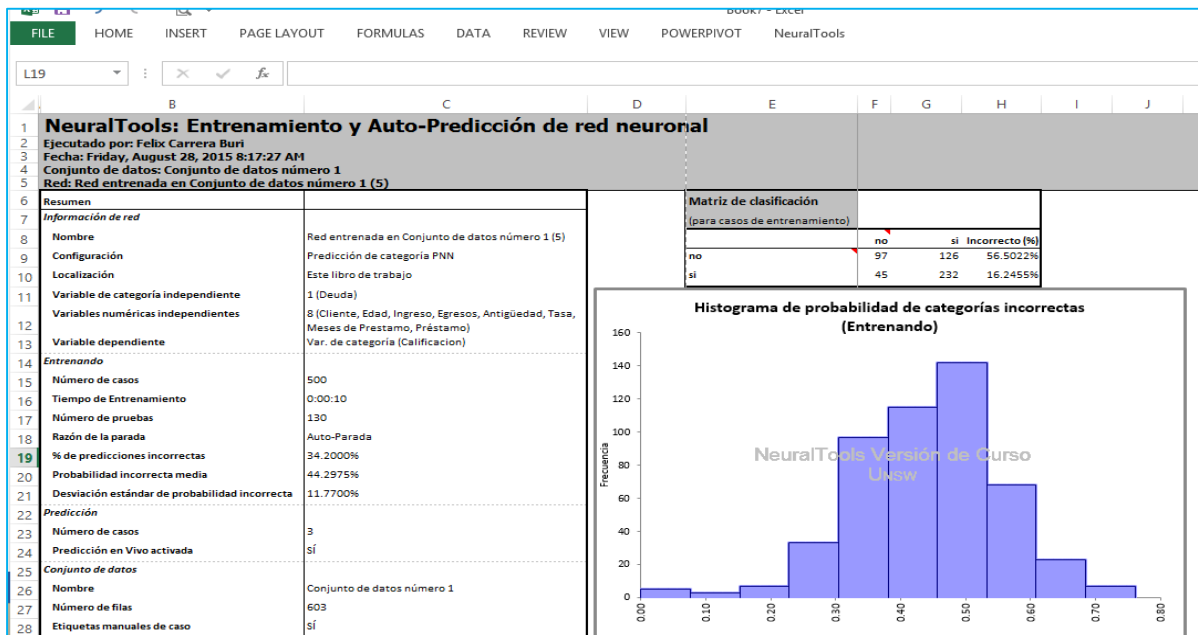 Book7 - Excel
FILE HOME INSERT PAGE LAYOUT FORMULAS DATA REVIEW VIEW POWERPIVOT NeuralTools
L19 fx
B C D E F G H I J
1 NeuralTools: Entrenamiento y Auto-Predicción de red neuronal
2 Ejecutado por: Felix Carrera Buri
3 Fecha: Friday, August 28, 2015 8:17:27 AM
4 Conjunto de datos: Conjunto de datos número 1
5 Red: Red entrenada en Conjunto de datos número 1 (5)
6 Resumen
7 Información de red
8 Nombre Red entrenada en Conjunto de datos número 1 (5)
9 Configuración Predicción de categoría PNN
10 Localización Este libro de trabajo
11 Variable de categoría independiente 1 (Deuda)
12 Variables numéricas independientes 8 (Cliente, Edad, Ingreso, Egresos, Antigüedad, Tasa,
Meses de Prestamo, Préstamo)
13 Variable dependiente Var. de categoría (Calificacion)
14 Entrenando
15 Número de casos 500
16 Tiempo de Entrenamiento 0:00:10
17 Número de pruebas 130
18 Razón de la parada Auto-Parada
19 % de predicciones incorrectas 34.2000%
20 Probabilidad incorrecta media 44.2975%
21 Desviación estándar de probabilidad incorrecta 11.7700%
22 Predicción
23 Número de casos 3
24 Predicción en Vivo activada SÍ
25 Conjunto de datos
26 Nombre Conjunto de datos número 1
27 Número de filas 603
28 Etiquetas manuales de caso SÍ
Matriz de clasificación
(para casos de entrenamiento)
no si Incorrecto (%)
no 97 126 56.5022%
si 45 232 16.2455%
Histograma de probabilidad de categorías incorrectas
(Entrenando)
160
140
120
100
80
60
40
20
0
Frecuencia
NeuralTools Versión de Curso
UNSW
0.00 0.10 0.20 0.30 0.40 0.50 0.60 0.70 0.80